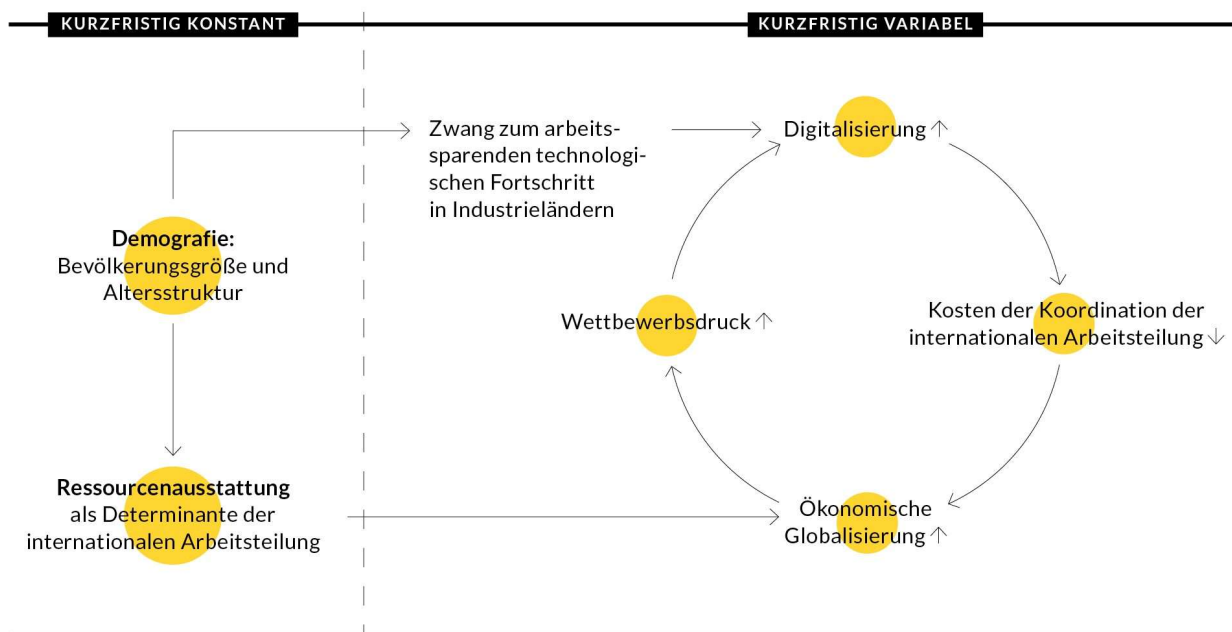 KURZFRISTIG KONSTANT
KURZFRISTIG VARIABEL
Zwang zum arbeits-
sparenden technologi-
schen Fortschritt
in Industrieländern
Digitalisierung ↑
Demografie:
Bevölkerungsgröße und
Altersstruktur
Wettbewerbsdruck ↑
Kosten der Koordination der
internationalen Arbeitsteilung ↓
Ressourcenausstattung
als Determinante der
internationalen Arbeitsteilung
Ökonomische
Globalisierung ↑